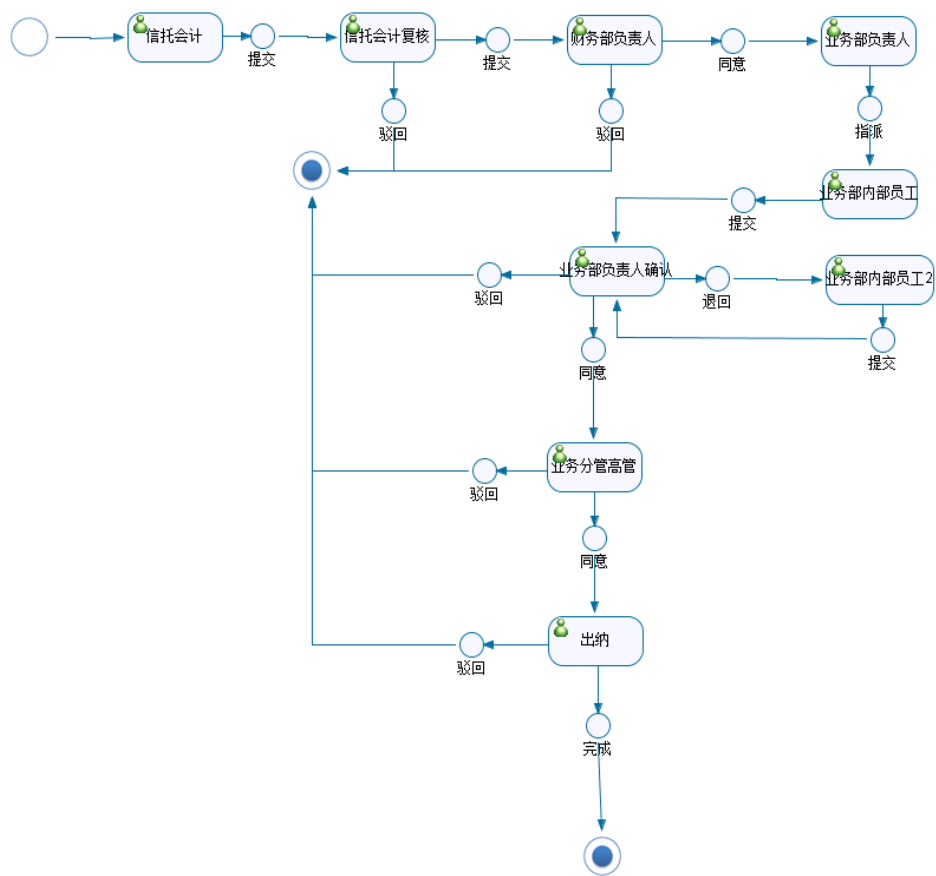 信托会计
提交
信托会计复核
提交
财务部负责人
同意
业务部负责人
驳回
驳回
指派
业务部内部员工
提交
业务部负责人确认
驳回
退回
业务部内部员工2
提交
同意
业务分管高管
驳回
同意
出纳
驳回
完成